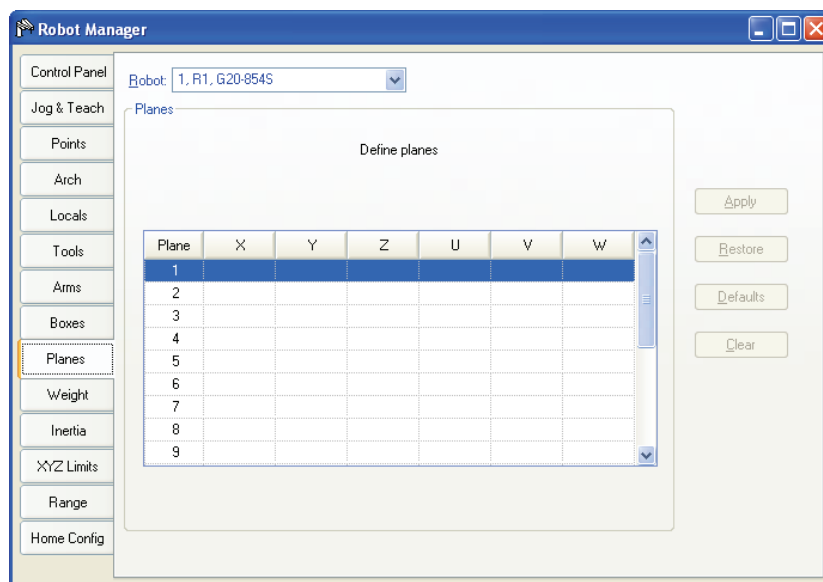 Robot Manager
Control Panel
Jog & Teach
Points
Arch
Locals
Tools
Arms
Boxes
Planes
Weight
Inertia
XYZ Limits
Range
Home Config
Robot: 1, R1, G20-854S
Planes
Define planes
Plane X Y Z U V W
1
2
3
4
5
6
7
8
9
Apply
Restore
Defaults
Clear